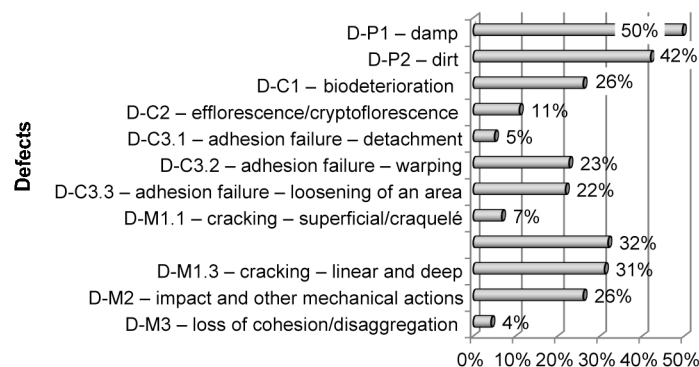 Defects
D-P1 – damp 50%
D-P2 – dirt 42%
D-C1 – biodeterioration 26%
D-C2 – efflorescence/cryptoflorescence 11%
D-C3.1 – adhesion failure – detachment 5%
D-C3.2 – adhesion failure – warping 23%
D-C3.3 – adhesion failure – loosening of an area 22%
D-M1.1 – cracking – superficial/craquelé 7%
32%
D-M1.3 – cracking – linear and deep 31%
D-M2 – impact and other mechanical actions 26%
D-M3 – loss of cohesion/disaggregation 4%
0% 10% 20% 30% 40% 50%